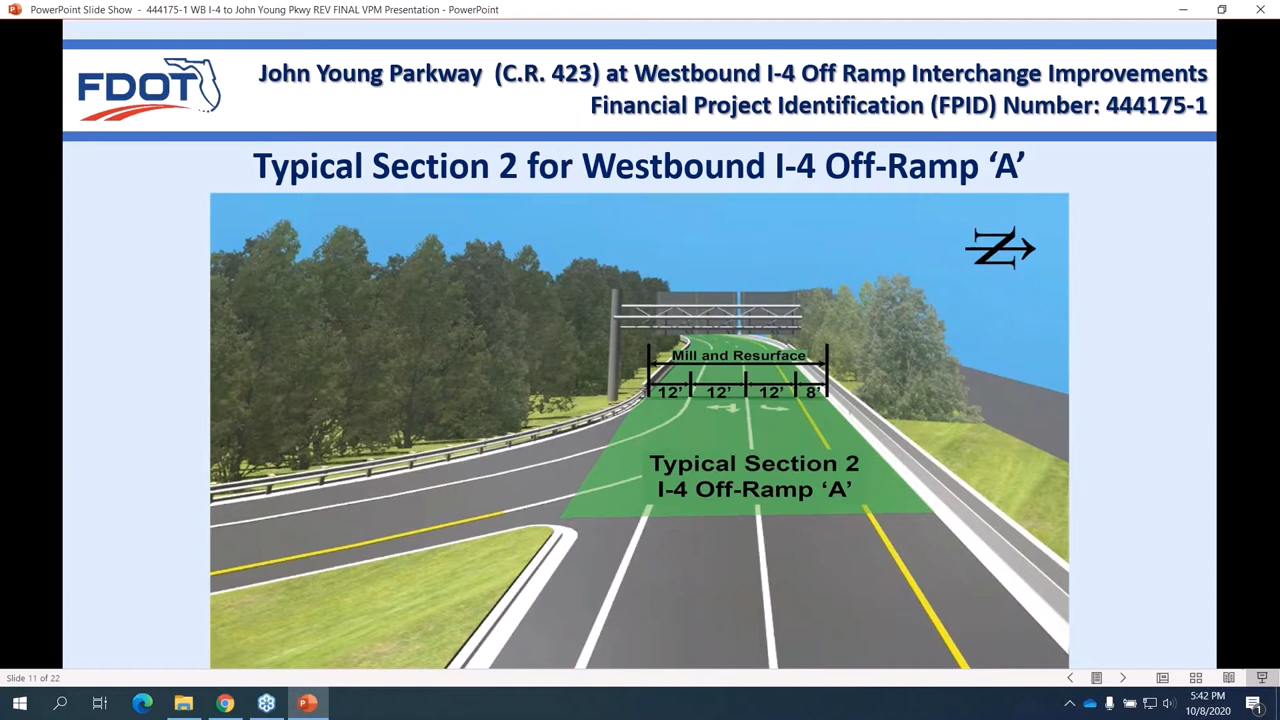 PowerPoint Slide Show - 444175-1 WB I-4 to John Young Pkwy REV FINAL VPM Presentation - PowerPoint
FDOT
John Young Parkway (C.R. 423) at Westbound I-4 Off Ramp Interchange Improvements
Financial Project Identification (FPID) Number: 444175-1
Typical Section 2 for Westbound I-4 Off-Ramp ‘A’
N
Mill and Resurface
12’ 12’ 12’ 8’
Typical Section 2
I-4 Off-Ramp ‘A’
Slide 11 of 22
5:42 PM
10/8/2020
1